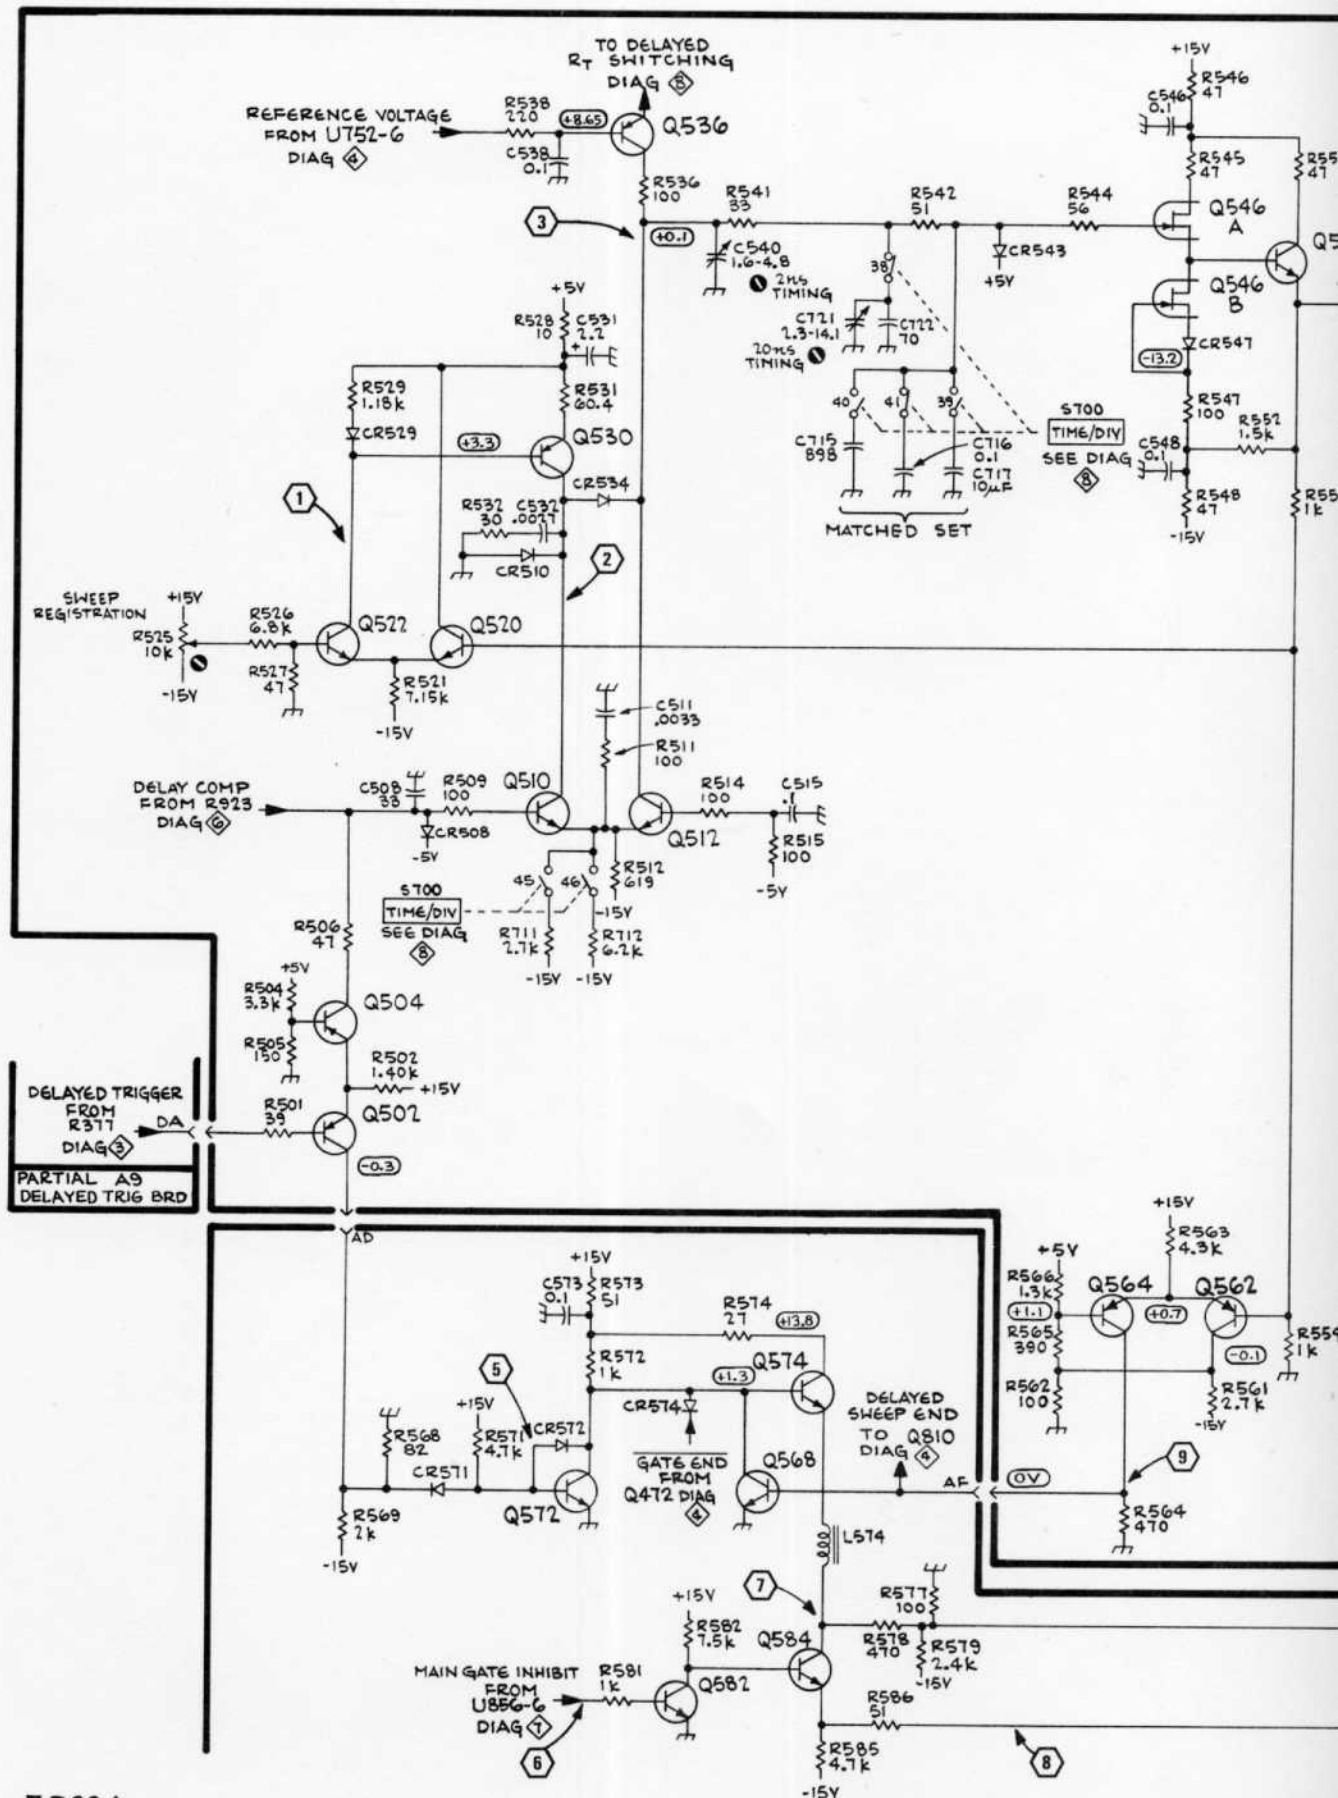 TO DELAYED
RT SWITCHING
DIAG 8
REFERENCE VOLTAGE
FROM U752-6
DIAG 4
R538
220
+8.65
C538
0.1
Q536
R536
100
3
+0.1
R541
33
C540
1.6-4.8
2ns
TIMING
R542
51
CR543
+5V
R544
56
+15V
R546
47
C546
0.1
R545
47
R55
47
Q546
A
Q5
Q546
B
CR547
-13.2
R547
100
R552
1.5k
C548
0.1
R548
47
-15V
R55
1k
38
C721
2.3-14.1
C722
70
20ns
TIMING
40
41
39
C715
898
C716
0.1
C717
10µF
MATCHED SET
S700
TIME/DIV
SEE DIAG
8
+5V
R528
10
C531
2.2
+
R529
1.18k
R531
60.4
CR529
+3.3
Q530
CR534
1
R532
30
C532
.0027
CR510
2
SWEEP
REGISTRATION
+15V
R525
10k
-15V
R526
6.8k
R527
47
Q522
Q520
R521
7.15k
-15V
C511
.0033
R511
100
DELAY COMP
FROM R923
DIAG 6
C508
33
R509
100
Q510
CR508
-5V
R514
100
C515
.1
Q512
R515
100
-5V
R512
619
-15V
45
46
S700
TIME/DIV
SEE DIAG
8
R711
2.7k
R712
6.2k
-15V
-15V
R506
47
+5V
R504
3.3k
Q504
R505
150
R502
1.40k
+15V
DELAYED TRIGGER
FROM
R377
DIAG 3
DA
R501
39
Q502
-0.3
PARTIAL A9
DELAYED TRIG BRD
AD
+15V
C573
0.1
R573
51
R574
27
+13.8
R572
1k
Q574
+1.3
5
+15V
R568
82
R571
4.7k
CR572
CR574
CR571
GATE END
FROM
Q472 DIAG
4
Q568
DELAYED
SWEEP END
TO Q810
DIAG 4
AF
0V
9
Q572
R569
2k
-15V
+15V
R563
4.3k
+5V
R566
1.3k
Q564
Q562
+1.1
+0.7
R565
390
-0.1
R559
1k
R562
100
R561
2.7k
-15V
R564
470
L574
7
R577
100
+15V
R582
7.5k
Q584
R578
470
R579
2.4k
-15V
MAIN GATE INHIBIT
FROM
U856-6
DIAG 7
R581
1k
Q582
R586
51
6
R585
4.7k
-15V
8